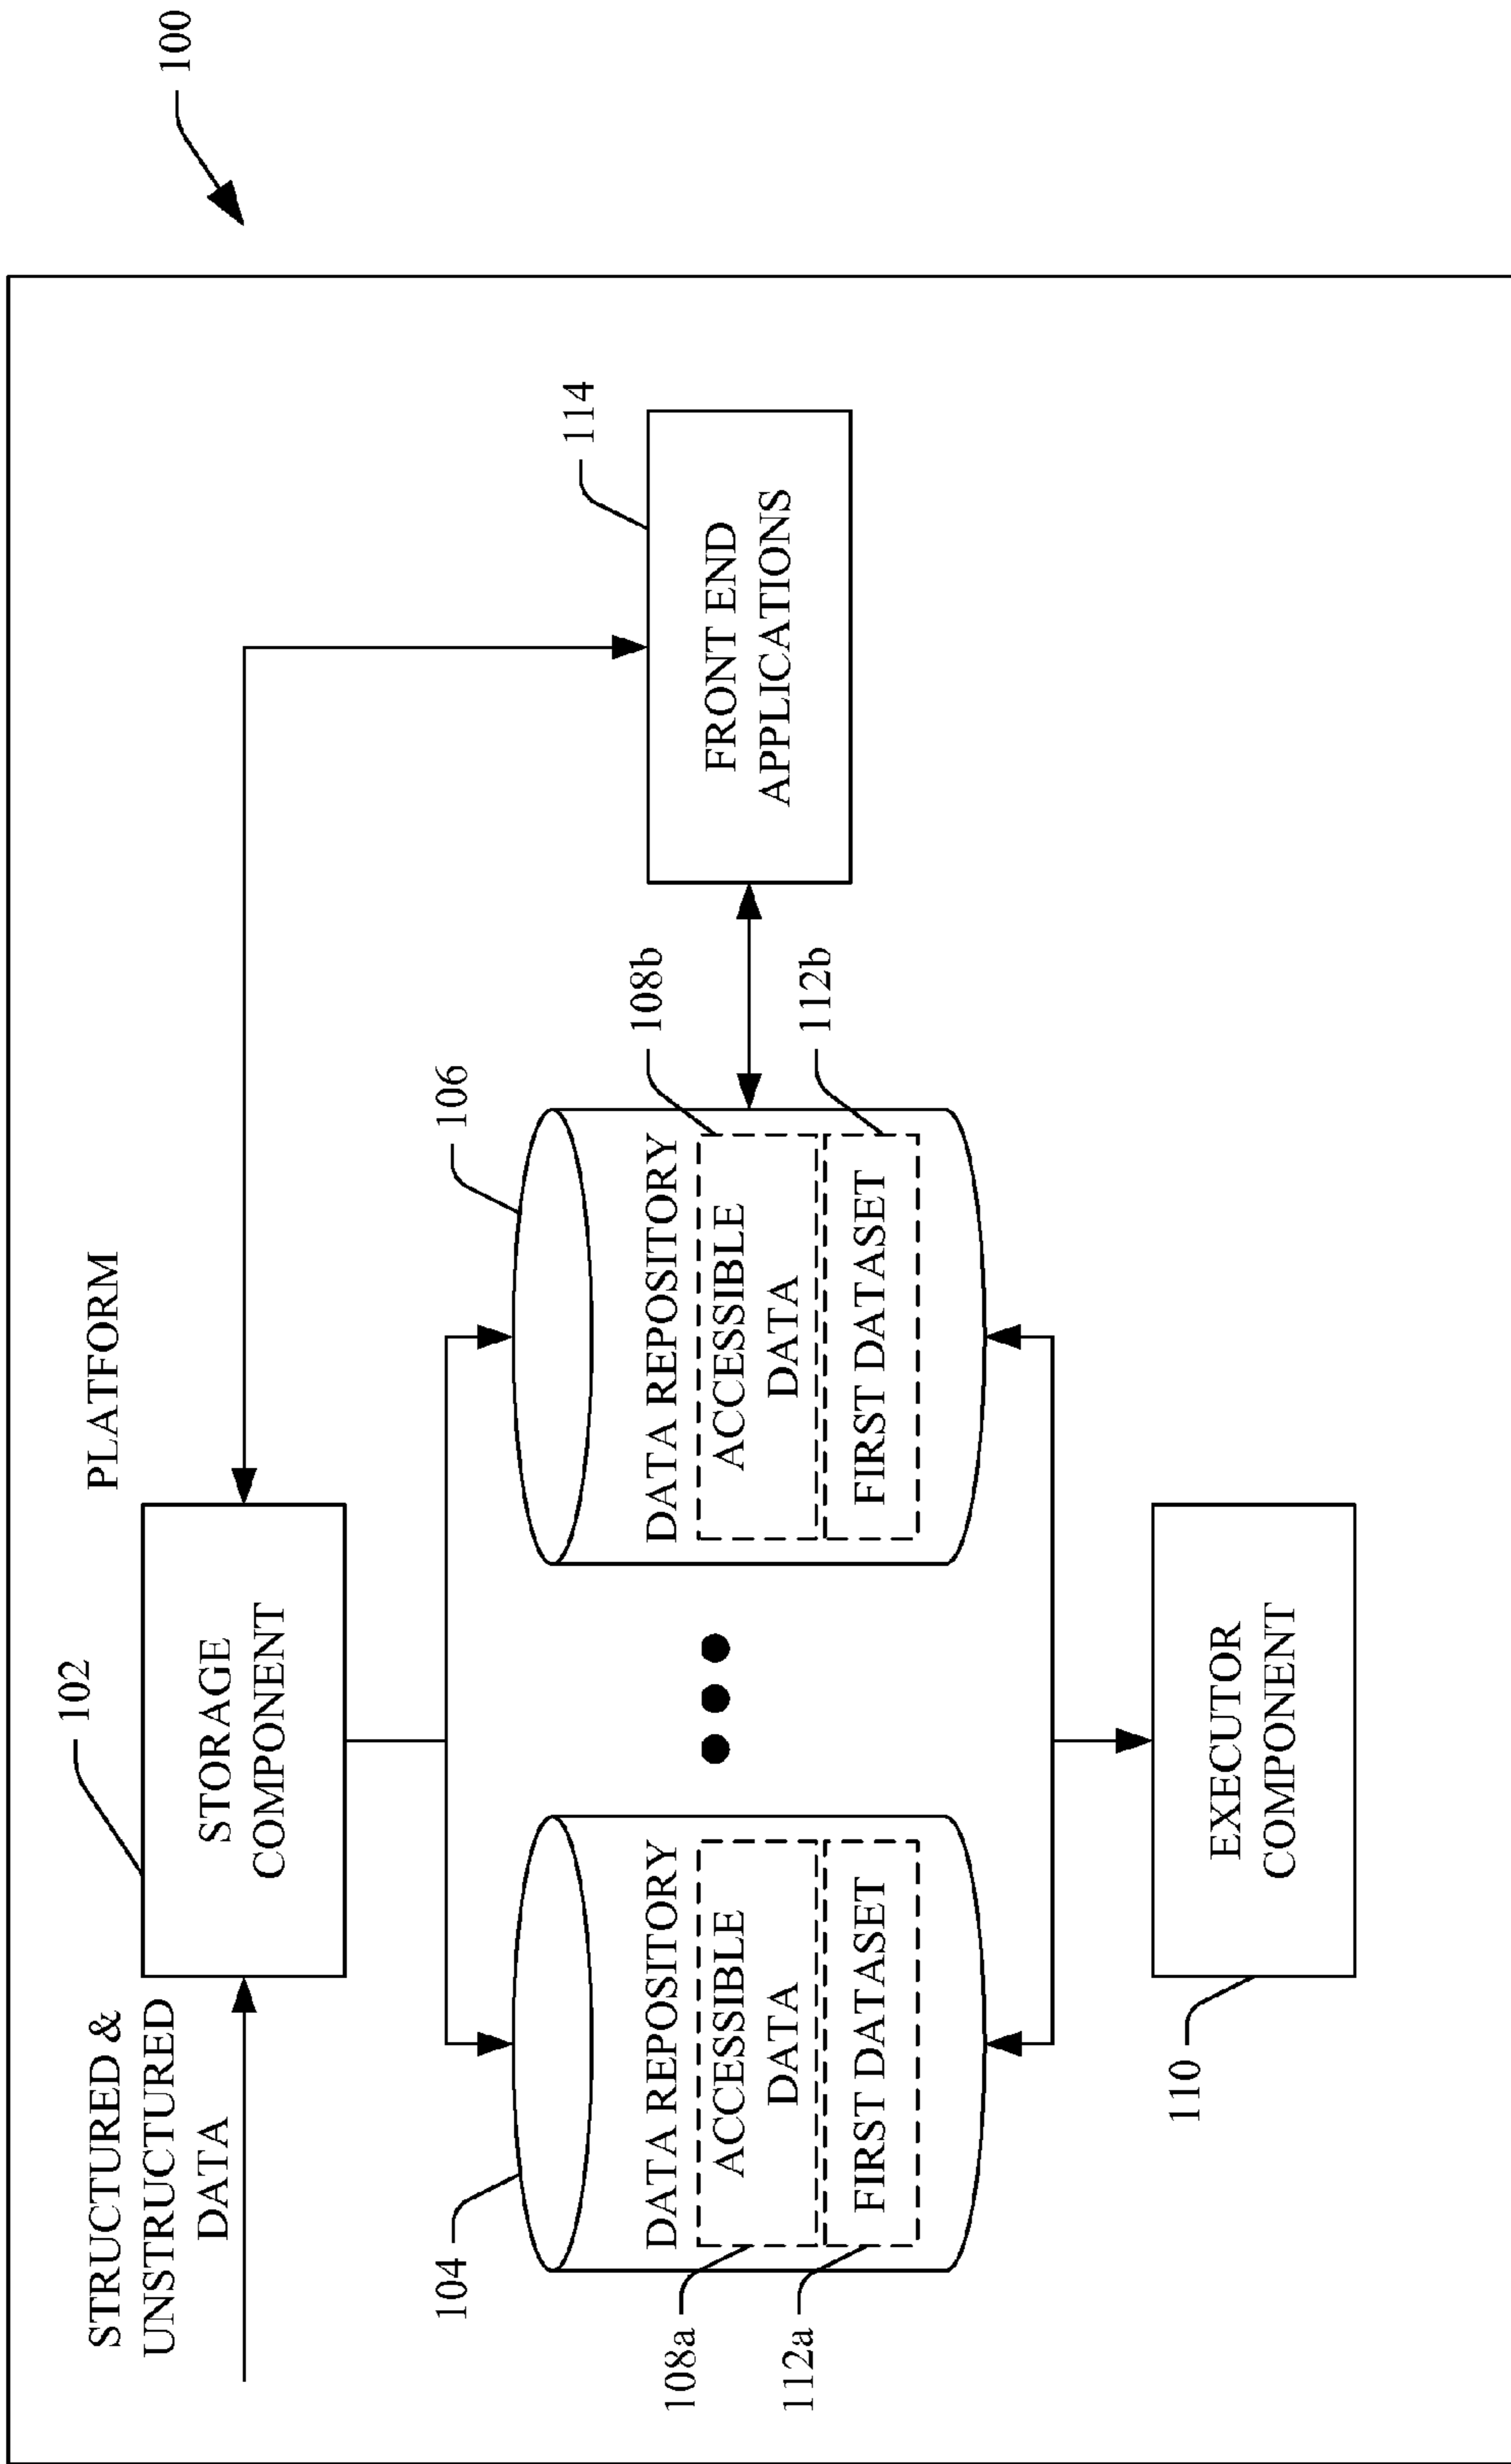 100
PLATFORM
STRUCTURED &
UNSTRUCTURED
DATA
102
STORAGE
COMPONENT
114
FRONT END
APPLICATIONS
104
DATA REPOSITORY
ACCESSIBLE
DATA
FIRST DATASET
108a
112a
106
DATA REPOSITORY
ACCESSIBLE
DATA
FIRST DATASET
108b
112b
110
EXECUTOR
COMPONENT